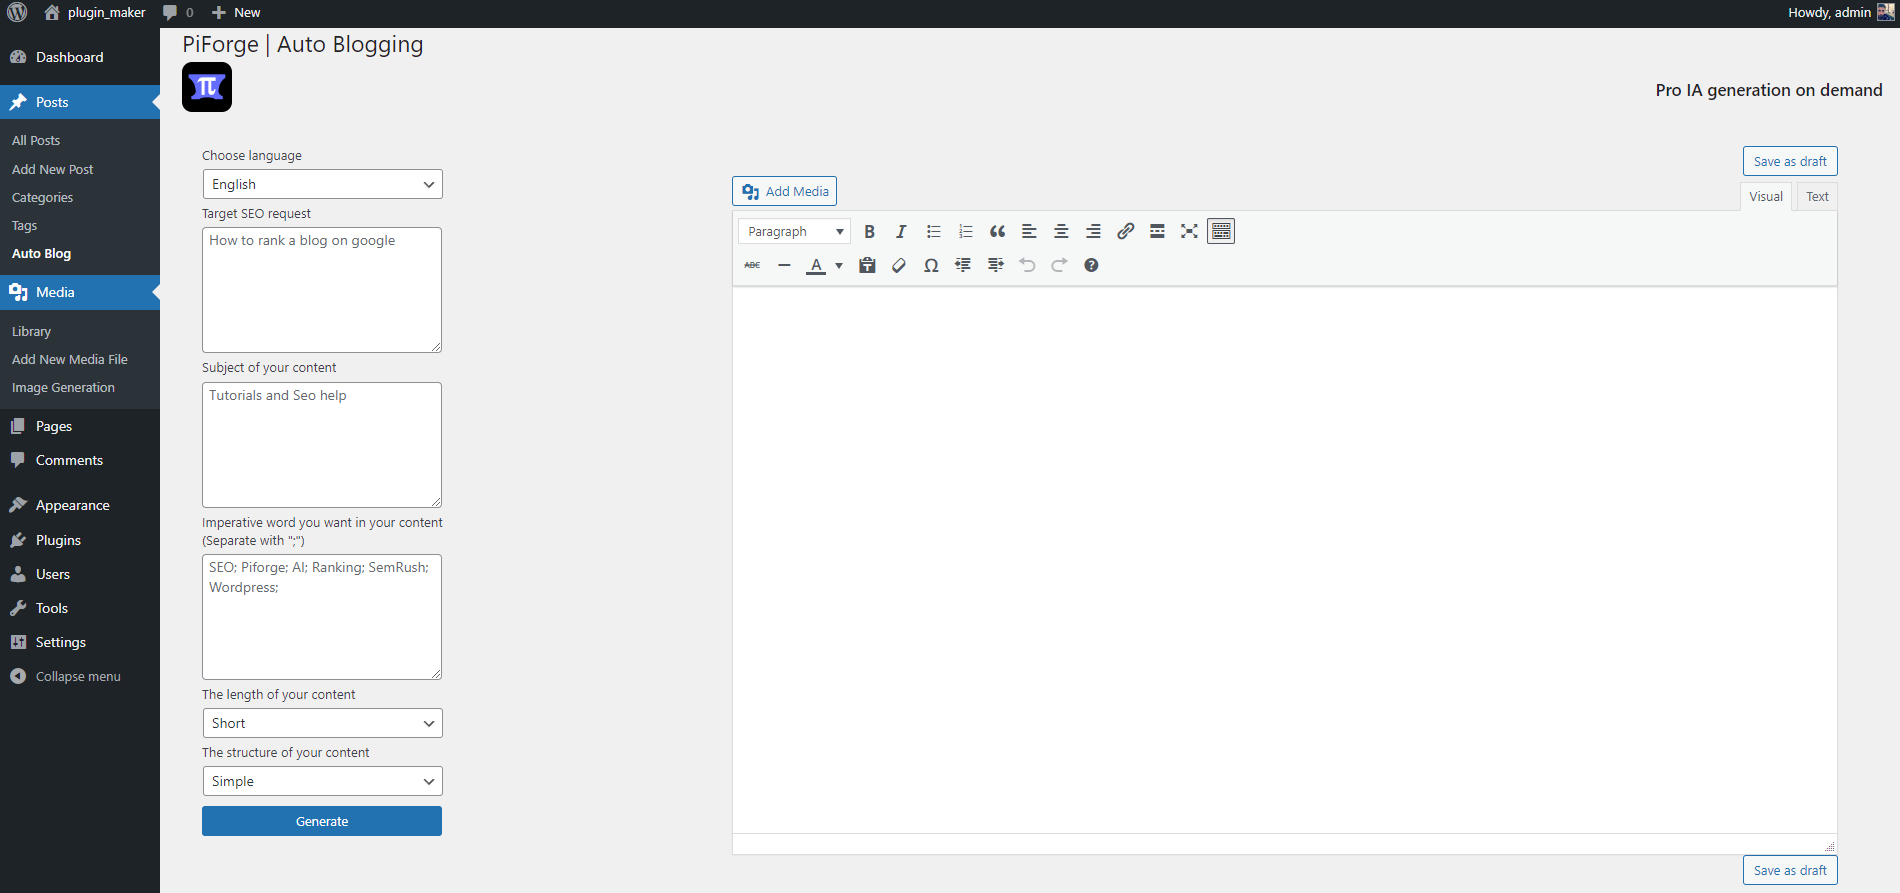 plugin_maker 0 New Howdy, admin
Dashboard
Posts
All Posts
Add New Post
Categories
Tags
Auto Blog
Media
Library
Add New Media File
Image Generation
Pages
Comments
Appearance
Plugins
Users
Tools
Settings
Collapse menu
PiForge | Auto Blogging
π
Pro IA generation on demand
Choose language
English
Target SEO request
How to rank a blog on google
Subject of your content
Tutorials and Seo help
Imperative word you want in your content
(Separate with ";")
SEO; Piforge; AI; Ranking; SemRush;
Wordpress;
The length of your content
Short
The structure of your content
Simple
Generate
Save as draft
Add Media
Visual Text
Paragraph B I
ABC A T Ω ?
Save as draft